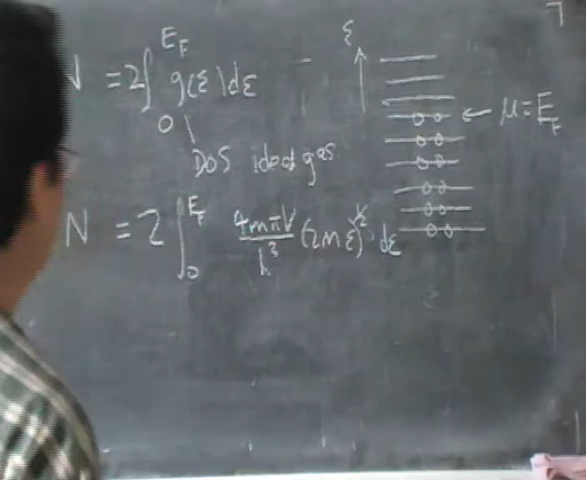 N = 2∫₀^{E_F} g(ε)dε
ε
μ = E_F
DOS ideal gas
N = 2∫₀^{E_F} 4mπV/h³ (2mε)^{1/2} · dε